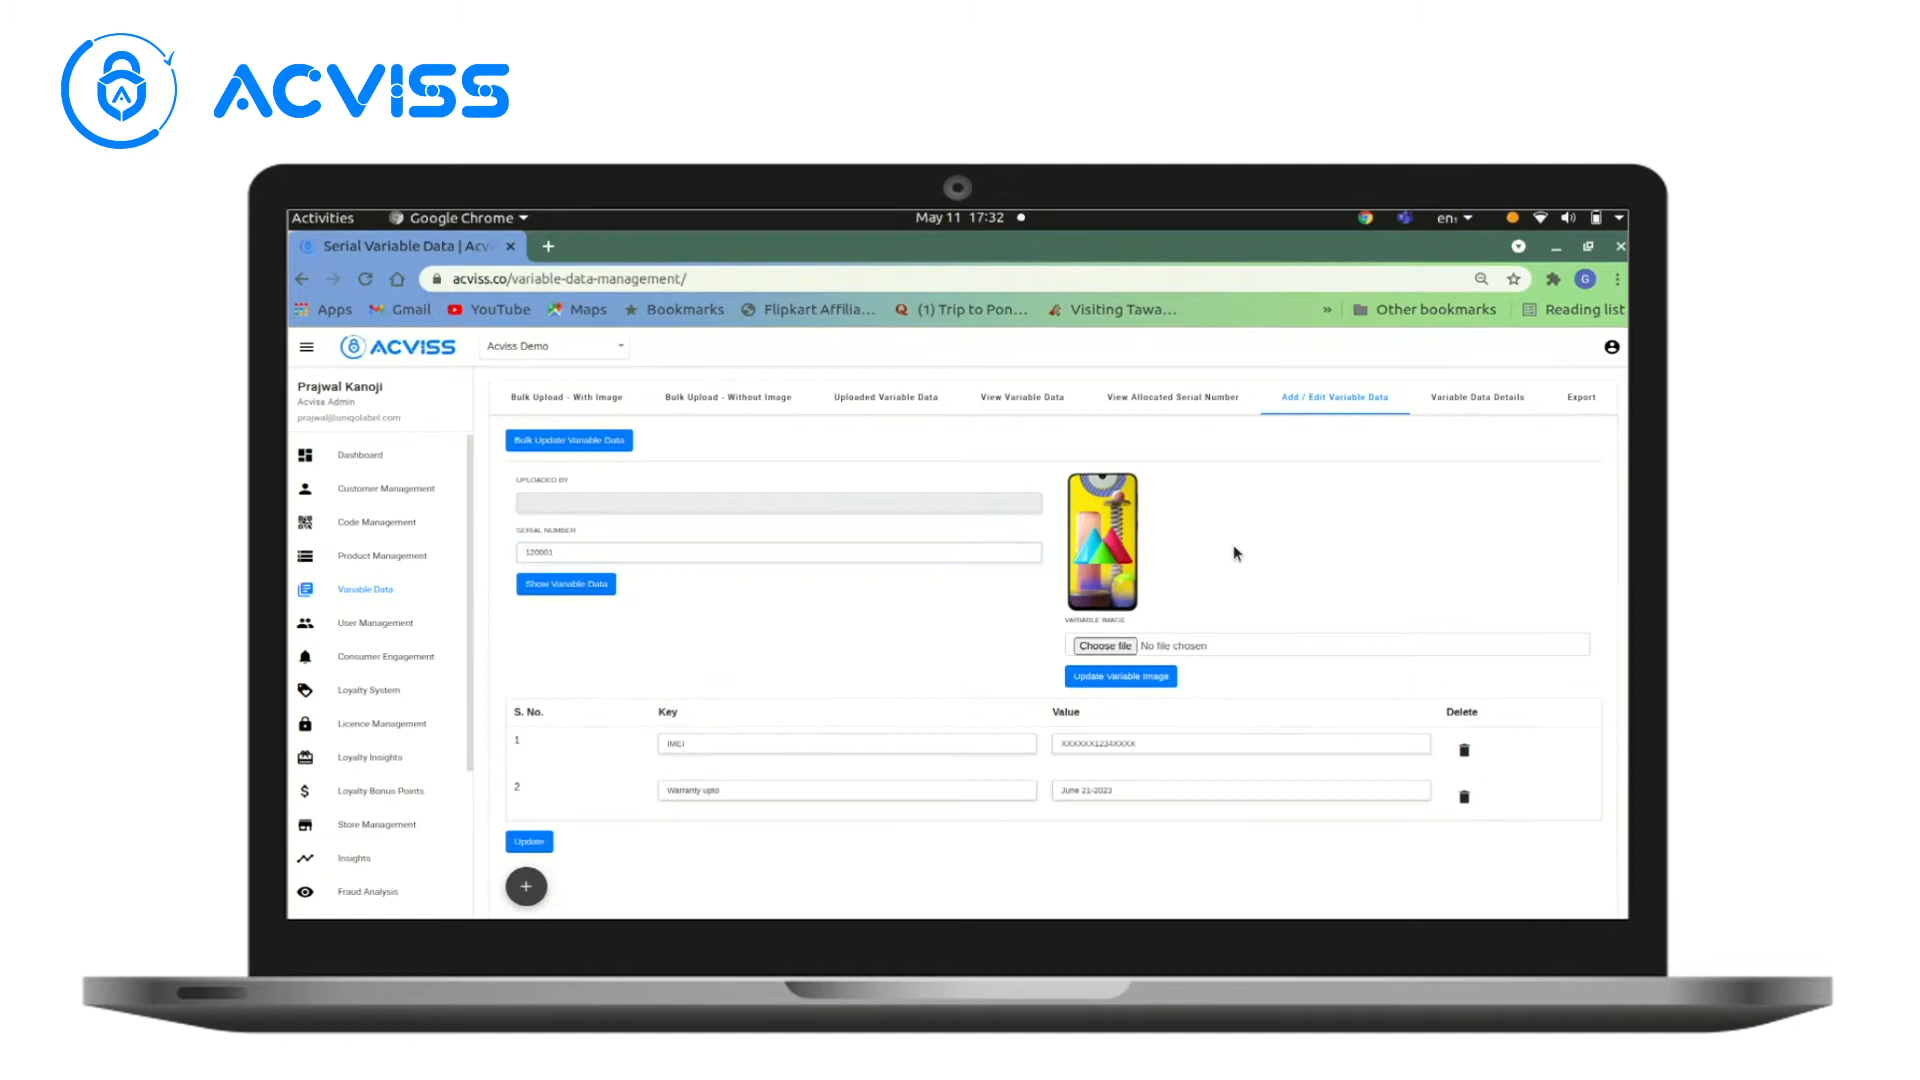 ACVISS
Activities Google Chrome May 11 17:32 en₁
Serial Variable Data | Acvi
acviss.co/variable-data-management/ G
Apps Gmail YouTube Maps Bookmarks Flipkart Affilia... (1) Trip to Pon... Visiting Tawa... » Other bookmarks Reading list
ACVISS Acviss Demo
Prajwal Kanoji
Acviss Admin
prajwal@uniqolabel.com
Dashboard
Customer Management
Code Management
Product Management
Variable Data
User Management
Consumer Engagement
Loyalty System
Licence Management
Loyalty Insights
Loyalty Bonus Points
Store Management
Insights
Fraud Analysis
Bulk Upload - With Image Bulk Upload - Without Image Uploaded Variable Data View Variable Data View Allocated Serial Number Add / Edit Variable Data Variable Data Details Export
Bulk Update Variable Data
UPLOADED BY
SERIAL NUMBER
120001
Show Variable Data
VARIABLE IMAGE
Choose file No file chosen
Update Variable Image
S. No. Key Value Delete
1 IMEI XXXXXX1234XXXX
2 Warranty upto June 21-2023
Update
+